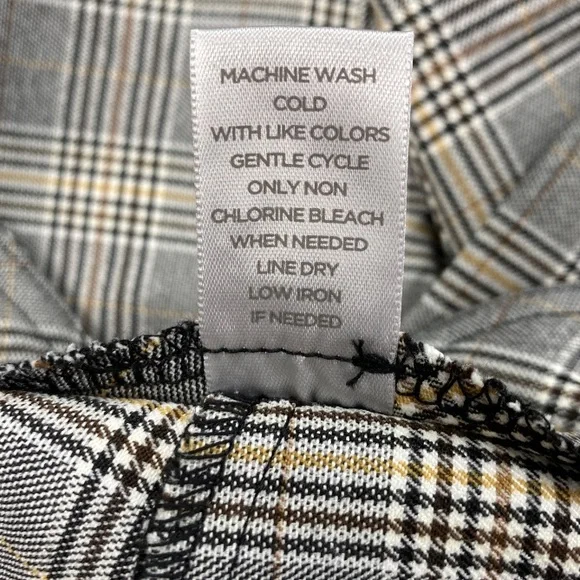 MACHINE WASH
COLD
WITH LIKE COLORS
GENTLE CYCLE
ONLY NON
CHLORINE BLEACH
WHEN NEEDED
LINE DRY
LOW IRON
IF NEEDED